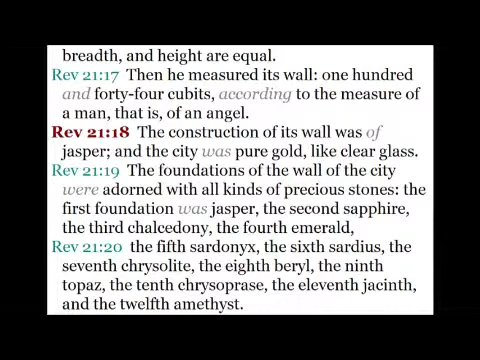 breadth, and height are equal.
Rev 21:17 Then he measured its wall: one hundred
and forty-four cubits, according to the measure of
a man, that is, of an angel.
Rev 21:18 The construction of its wall was of
jasper; and the city was pure gold, like clear glass.
Rev 21:19 The foundations of the wall of the city
were adorned with all kinds of precious stones: the
first foundation was jasper, the second sapphire,
the third chalcedony, the fourth emerald,
Rev 21:20 the fifth sardonyx, the sixth sardius, the
seventh chrysolite, the eighth beryl, the ninth
topaz, the tenth chrysoprase, the eleventh jacinth,
and the twelfth amethyst.